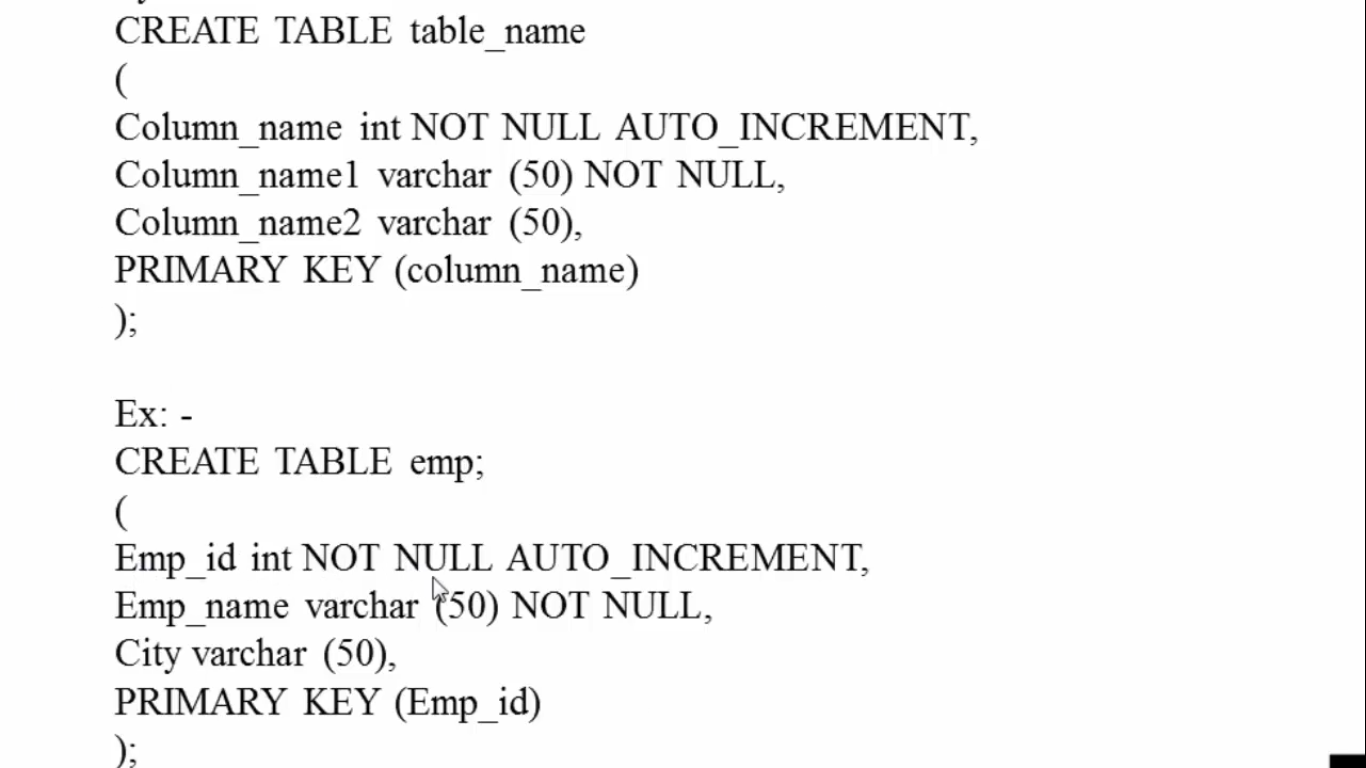 CREATE TABLE table_name
(
Column_name int NOT NULL AUTO_INCREMENT,
Column_name1 varchar (50) NOT NULL,
Column_name2 varchar (50),
PRIMARY KEY (column_name)
);
Ex: -
CREATE TABLE emp;
(
Emp_id int NOT NULL AUTO_INCREMENT,
Emp_name varchar (50) NOT NULL,
City varchar (50),
PRIMARY KEY (Emp_id)
);